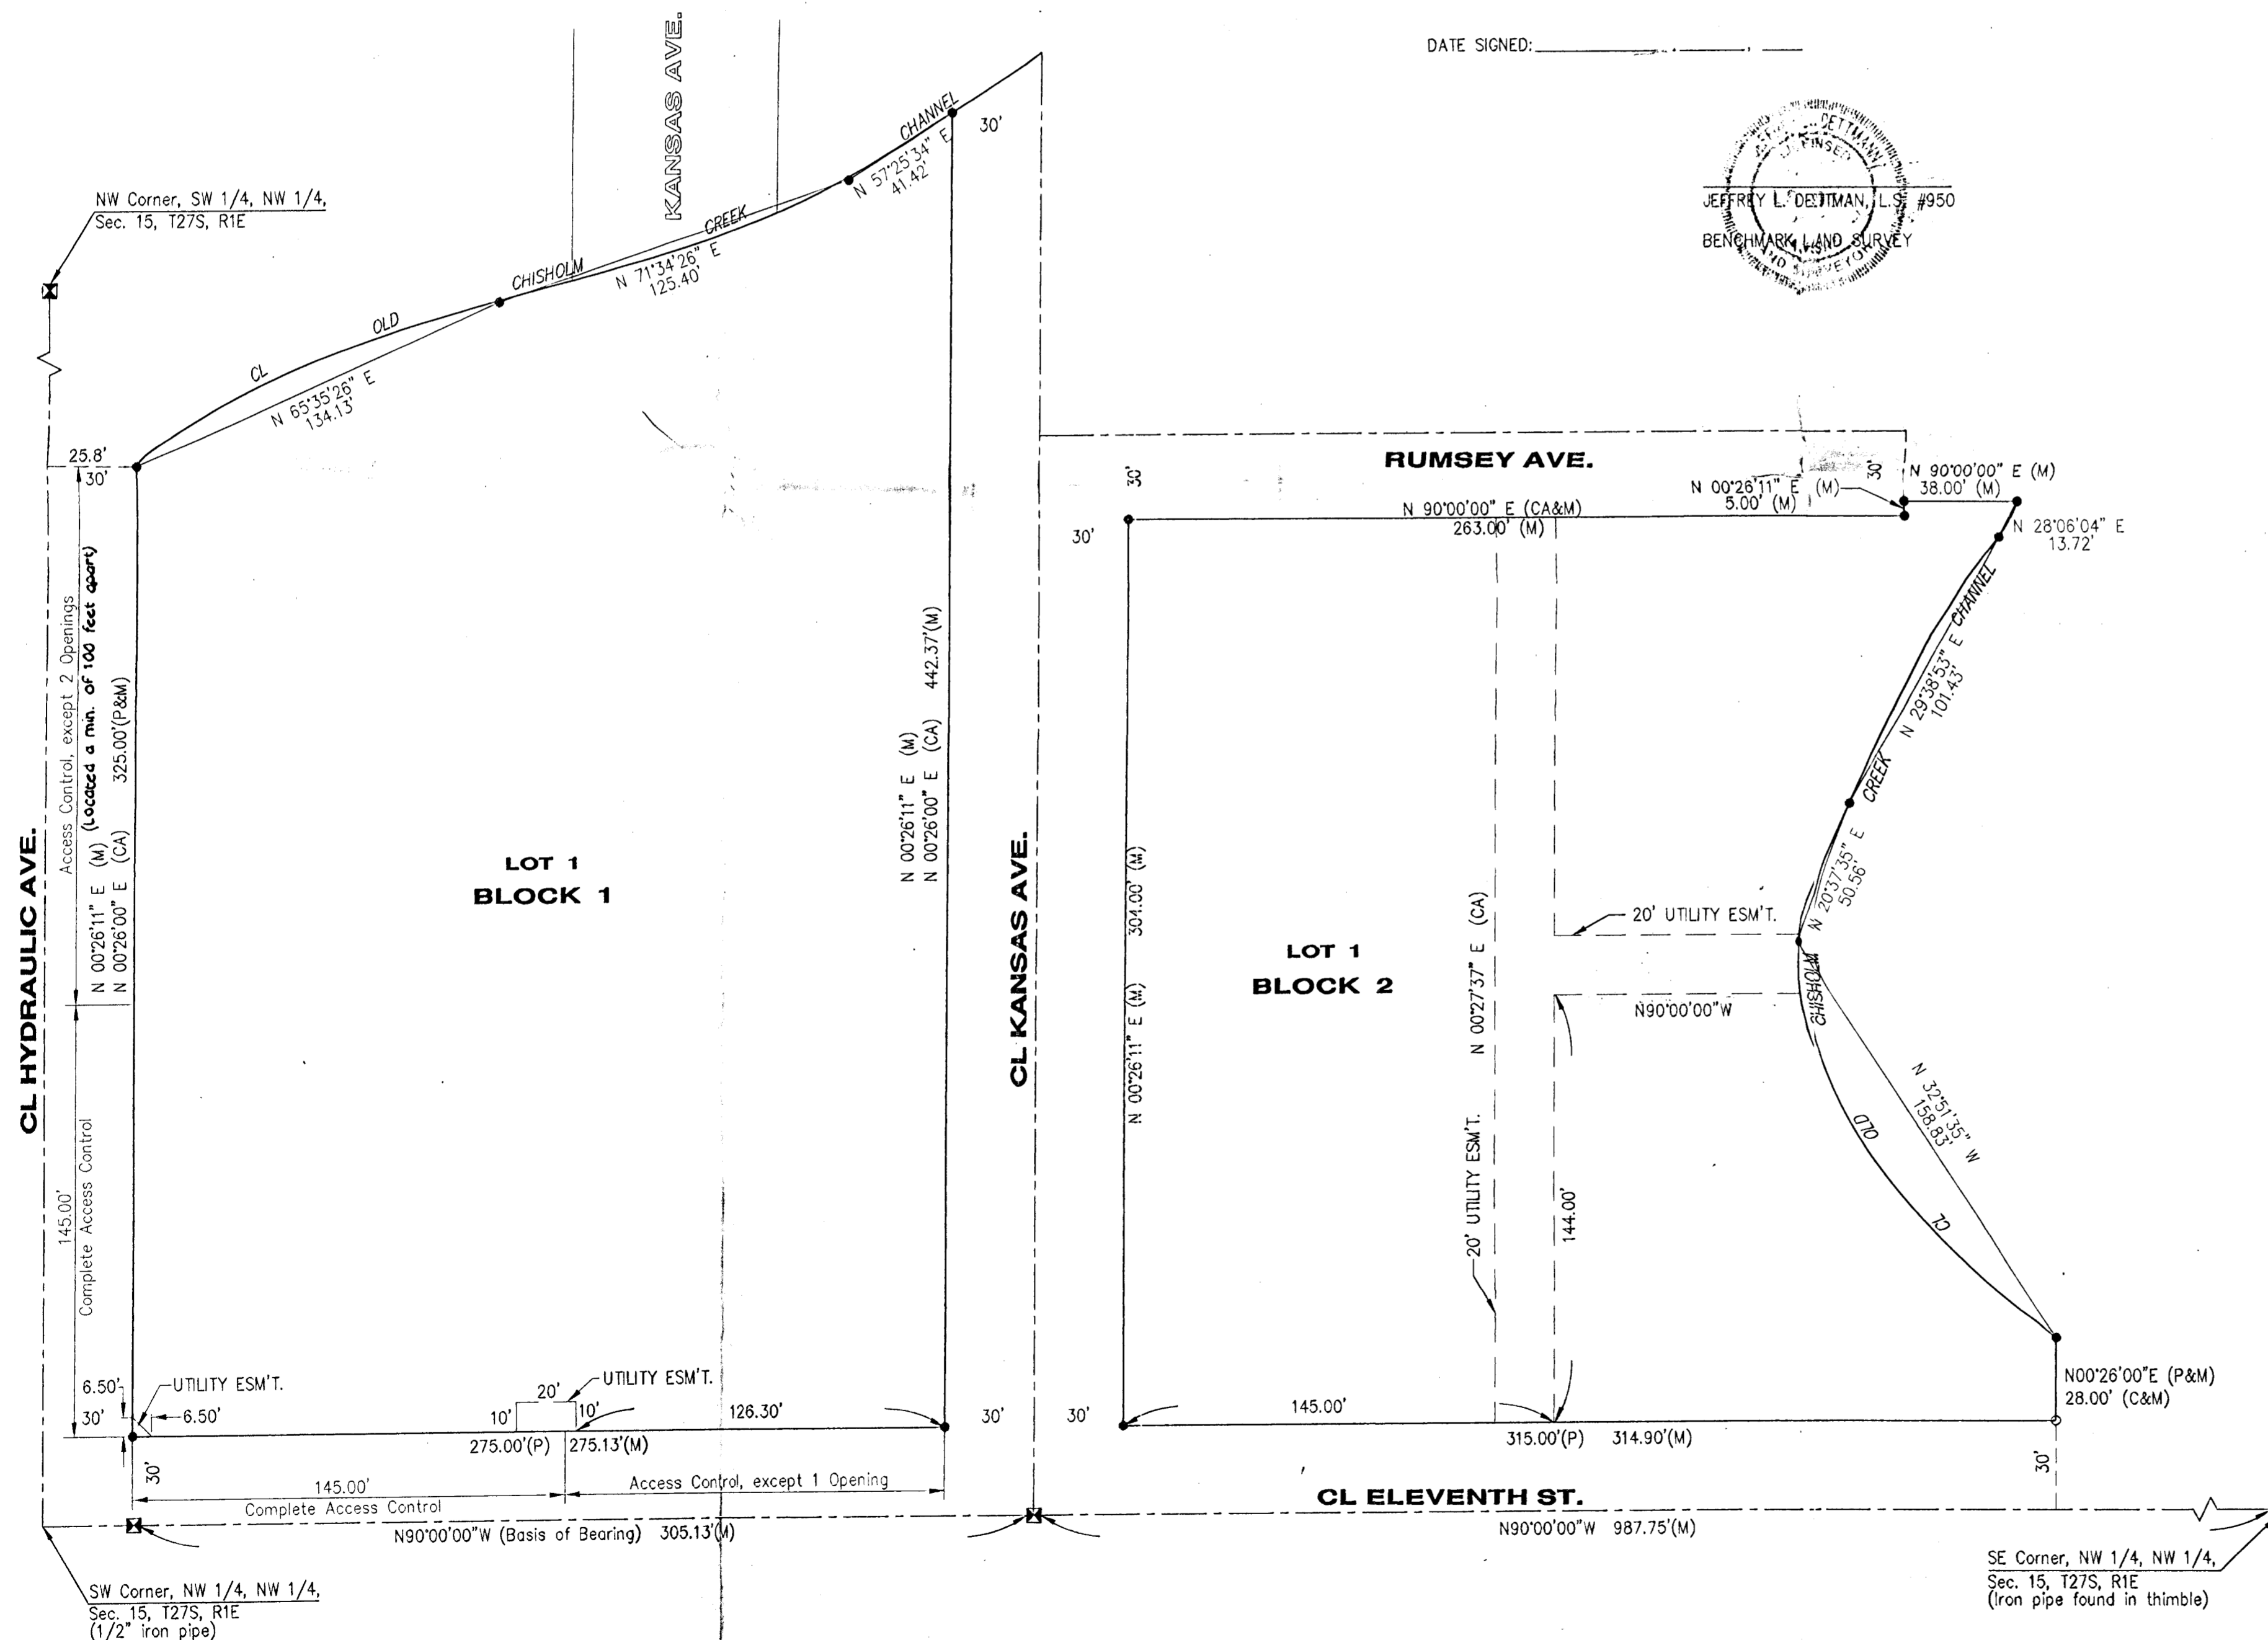 DATE SIGNED:
KANSAS AVE.
NW Corner, SW 1/4, NW 1/4,
Sec. 15, T27S, R1E
JEFFREY L. DETTMAN, L.S. #950
BENCHMARK LAND SURVEY
CL OLD CHISHOLM CREEK CHANNEL
N 57°25'34" E
41.42'
30'
N 71°34'26" E
125.40'
N 65°35'26" E
134.13'
25.8'
30'
CL HYDRAULIC AVE.
Access Control, except 2 Openings
(Located a min. of 100 feet apart)
N 00°26'11" E (M)
N 00°26'00" E (CA) 325.00'(P&M)
145.00'
Complete Access Control
LOT 1
BLOCK 1
N 00°26'11" E (M)
N 00°26'00" E (CA) 442.37'(M)
CL KANSAS AVE.
6.50'
UTILITY ESM'T.
6.50'
30'
20'
UTILITY ESM'T.
10'
10'
126.30'
30'
275.00'(P) 275.13'(M)
30'
145.00'
Complete Access Control
Access Control, except 1 Opening
N90°00'00"W (Basis of Bearing) 305.13'(M)
SW Corner, NW 1/4, NW 1/4,
Sec. 15, T27S, R1E
(1/2" iron pipe)
RUMSEY AVE.
30'
30'
30'
N 90°00'00" E (CA&M)
263.00' (M)
N 00°26'11" E (M)
5.00' (M)
N 90°00'00" E (M)
38.00' (M)
N 28°06'04" E
13.72'
N 29°38'53" E
101.43'
N 20°37'35" E
50.56'
CL OLD CHISHOLM CREEK CHANNEL
N 32°51'35" W
158.83'
N 00°26'11" E (M) 304.00' (M)
LOT 1
BLOCK 2
20' UTILITY ESM'T.
N 00°27'37" E (CA)
20' UTILITY ESM'T.
N90°00'00"W
144.00'
N00°26'00"E (P&M)
28.00' (C&M)
30'
145.00'
315.00'(P) 314.90'(M)
30'
CL ELEVENTH ST.
N90°00'00"W 987.75'(M)
SE Corner, NW 1/4, NW 1/4,
Sec. 15, T27S, R1E
(Iron pipe found in thimble)